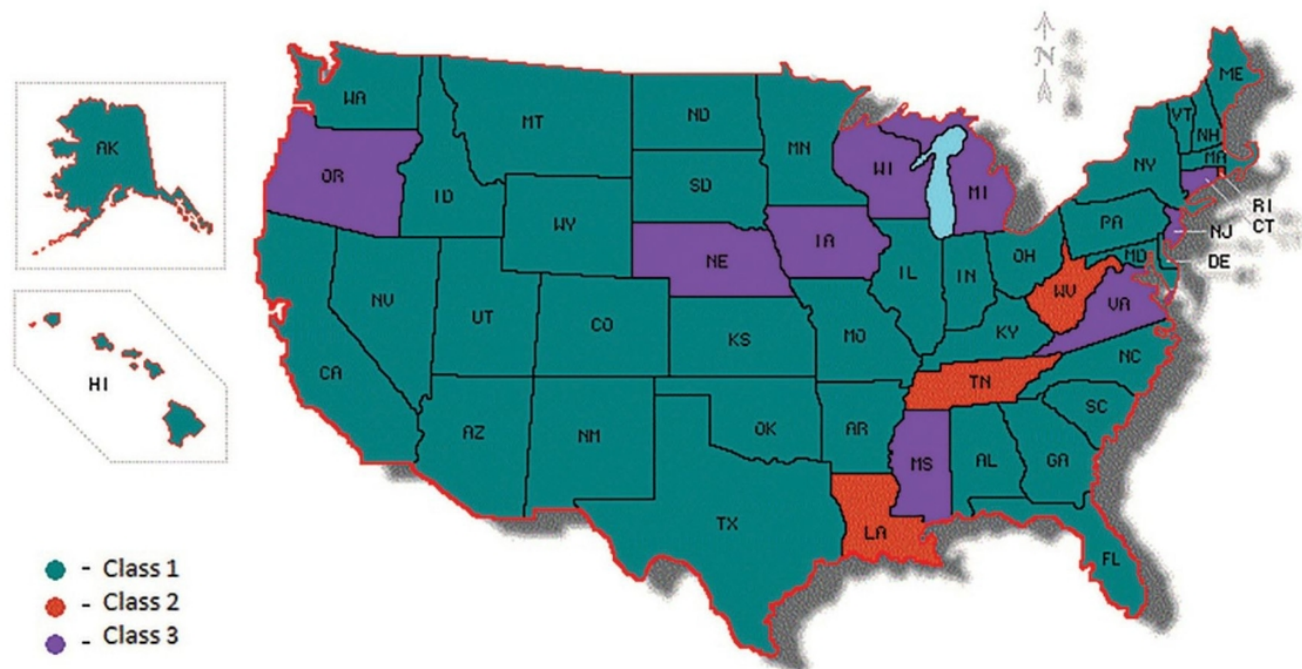 N
WA
MT
ND
MN
ME
VT
NH
MA
NY
AK
OR
ID
SD
WI
MI
RI
CT
WY
PA
NJ
IA
NE
OH
MD
DE
IL
IN
WV
VA
NV
UT
CO
KS
MO
KY
NC
CA
HI
TN
SC
AZ
NM
OK
AR
MS
AL
GA
TX
LA
FL
- Class 1
- Class 2
- Class 3